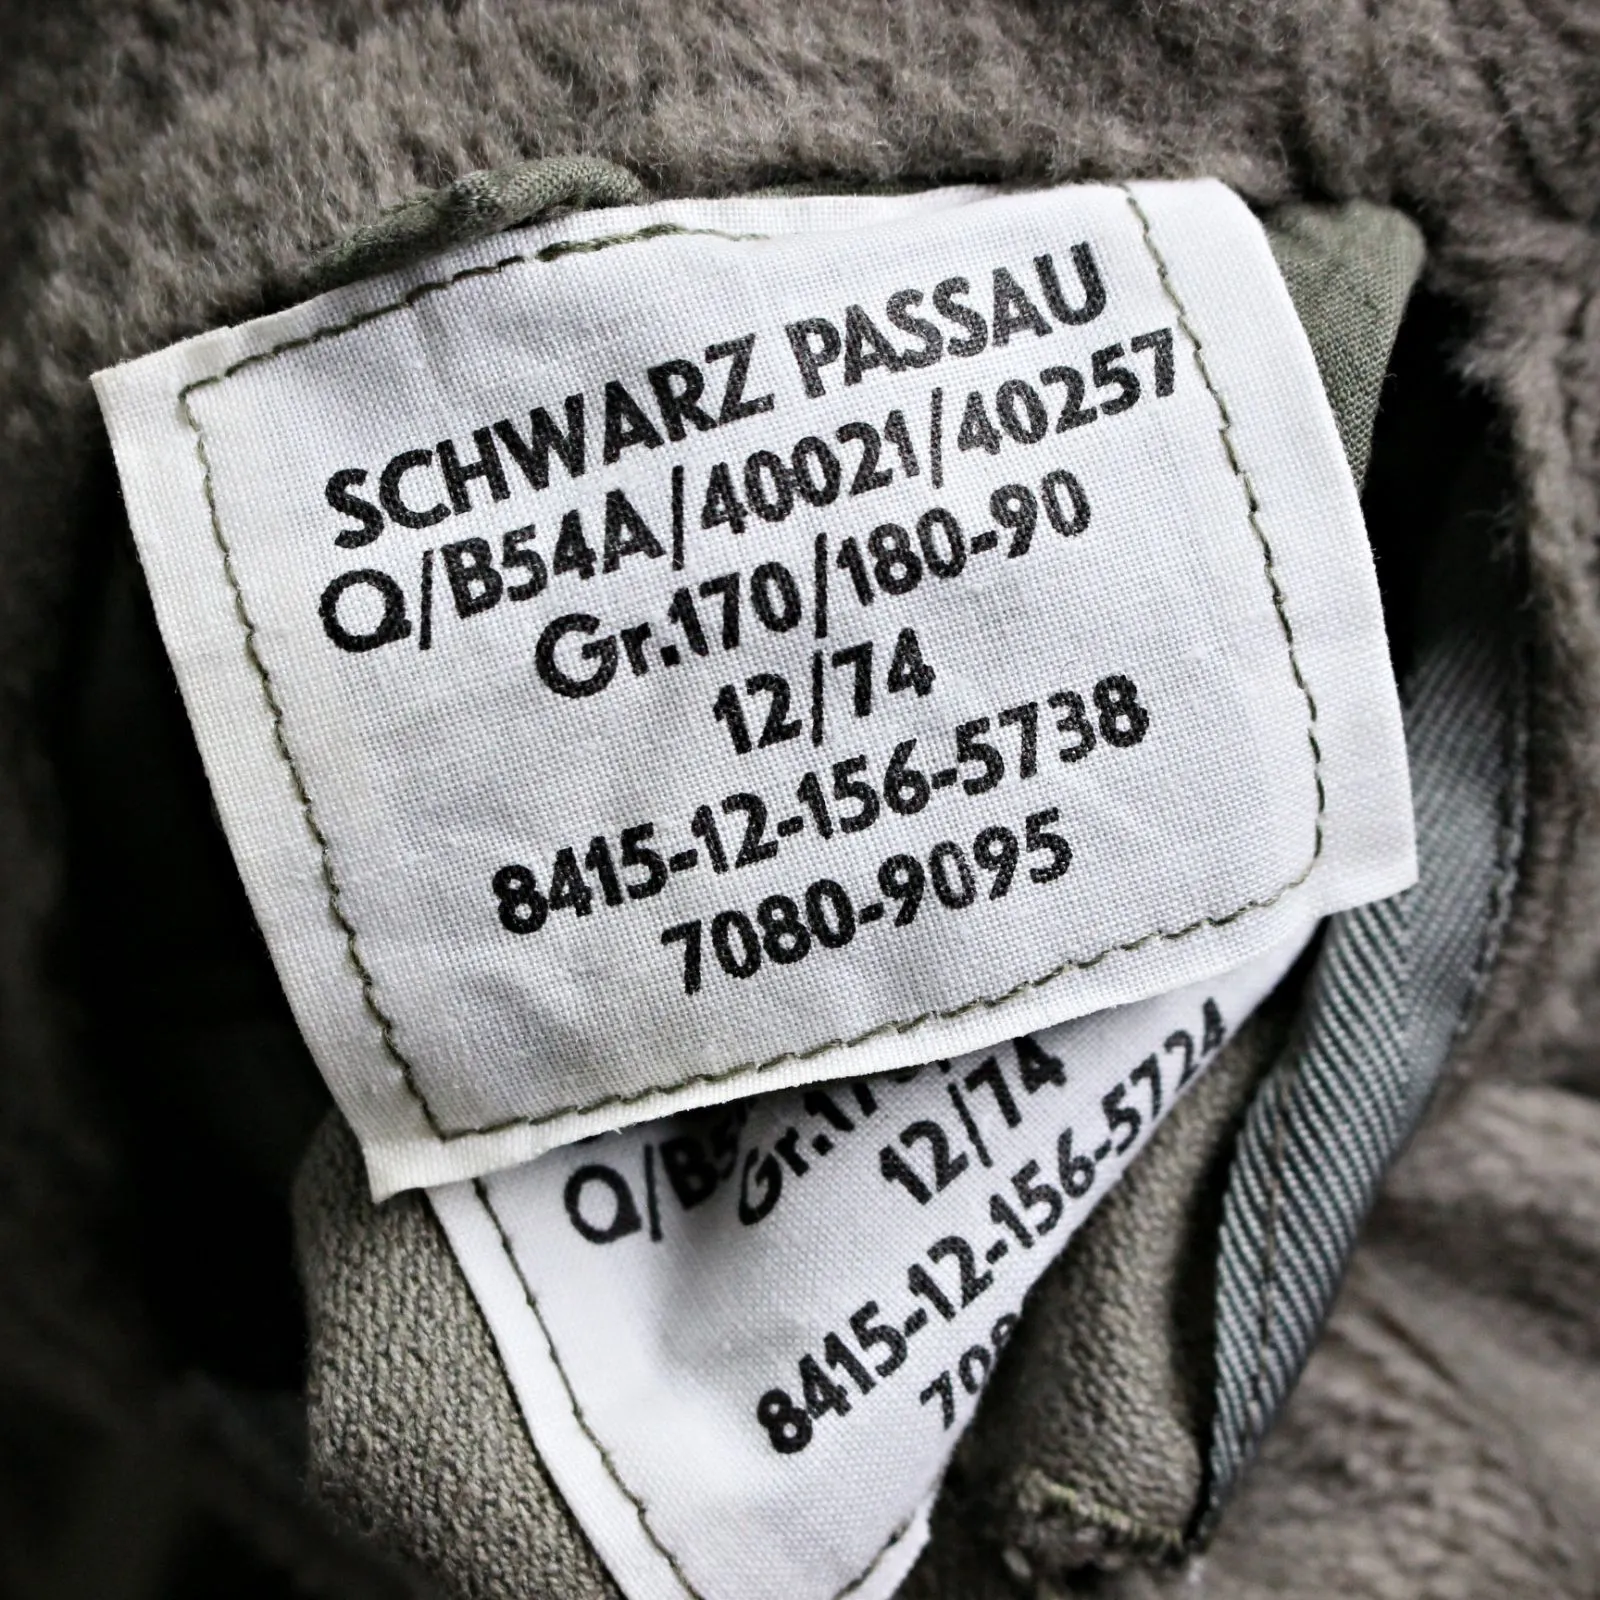 SCHWARZ PASSAU
Q/B54A/40021/40257
Gr.170/180-90
12/74
8415-12-156-5738
7080-9095
12/74
8415-12-156-5724